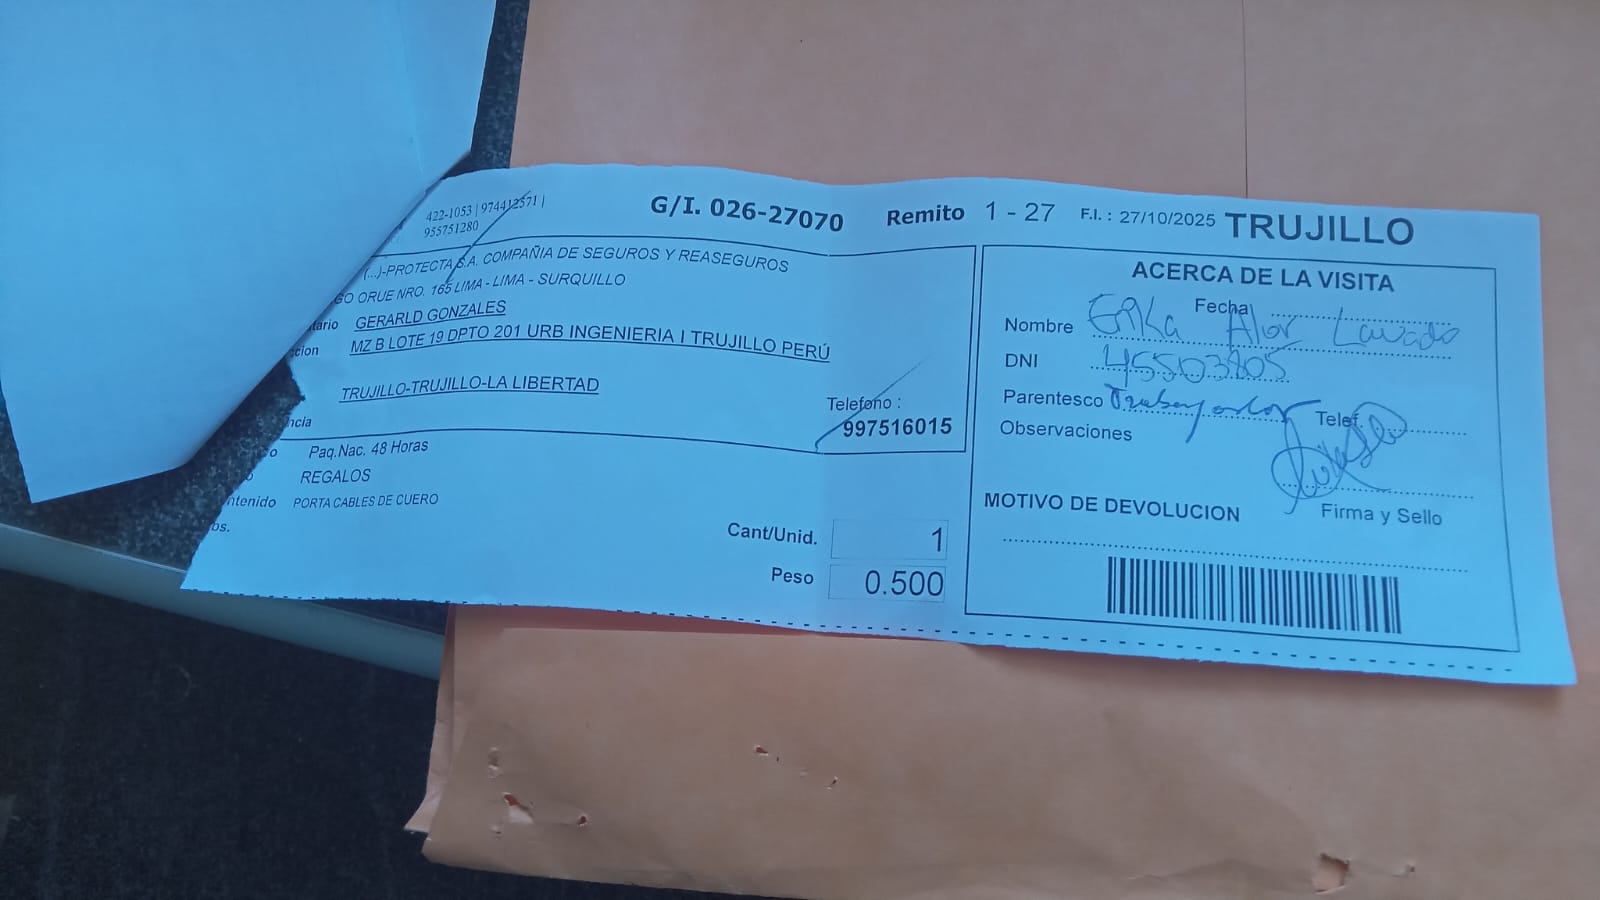 422-1053 | 974412571 |
955751280
G/I. 026-27070 Remito 1 - 27 F.I. : 27/10/2025 TRUJILLO
(...)-PROTECTA S.A. COMPAÑIA DE SEGUROS Y REASEGUROS
GO ORUE NRO. 165 LIMA - LIMA - SURQUILLO
tario GERARLD GONZALES
cion MZ B LOTE 19 DPTO 201 URB INGENIERIA I TRUJILLO PERÚ
TRUJILLO-TRUJILLO-LA LIBERTAD
ncia
Telefono :
997516015
o Paq.Nac. 48 Horas
o REGALOS
ntenido PORTA CABLES DE CUERO
bs.
Cant/Unid. 1
Peso 0.500
ACERCA DE LA VISITA
Fecha
Nombre Erika Alor Lavado
DNI 45503805
Parentesco Trabajador Telef.
Observaciones
Firma y Sello
MOTIVO DE DEVOLUCION